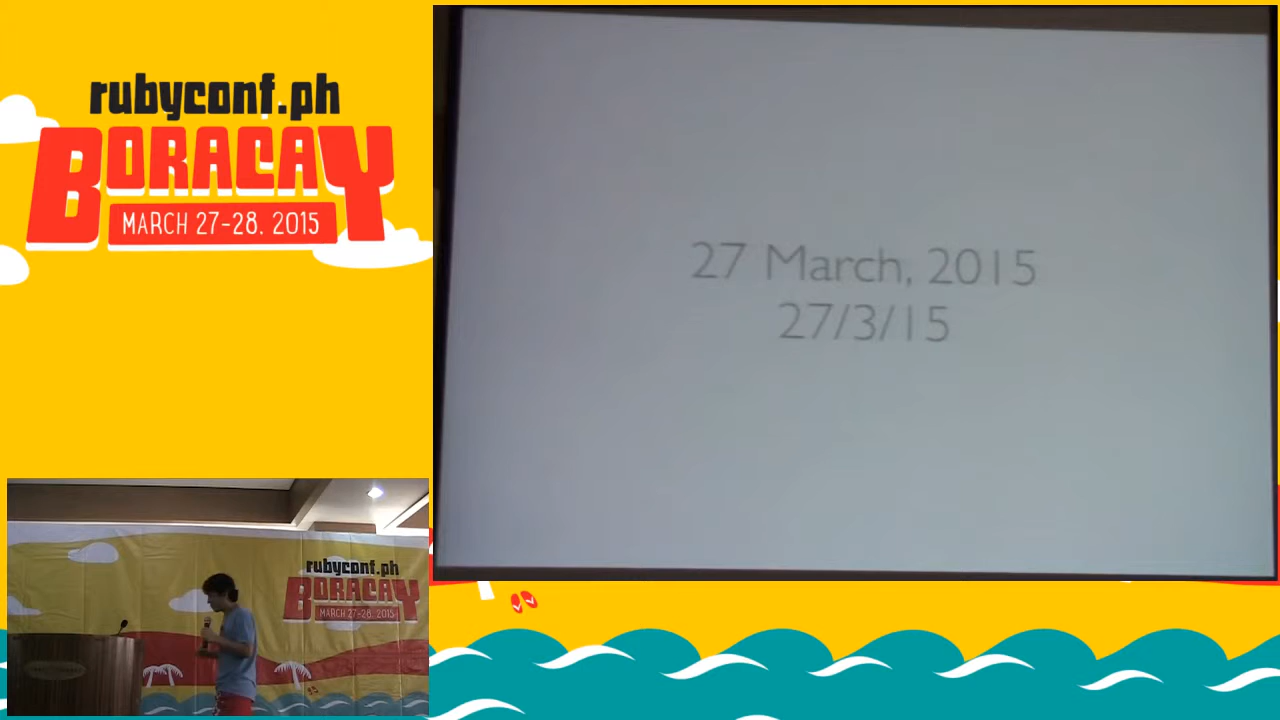 rubyconf.ph
BORACAY
MARCH 27-28, 2015
27 March, 2015
27/3/15
rubyconf.ph
BORACAY
MARCH 27-28, 2015